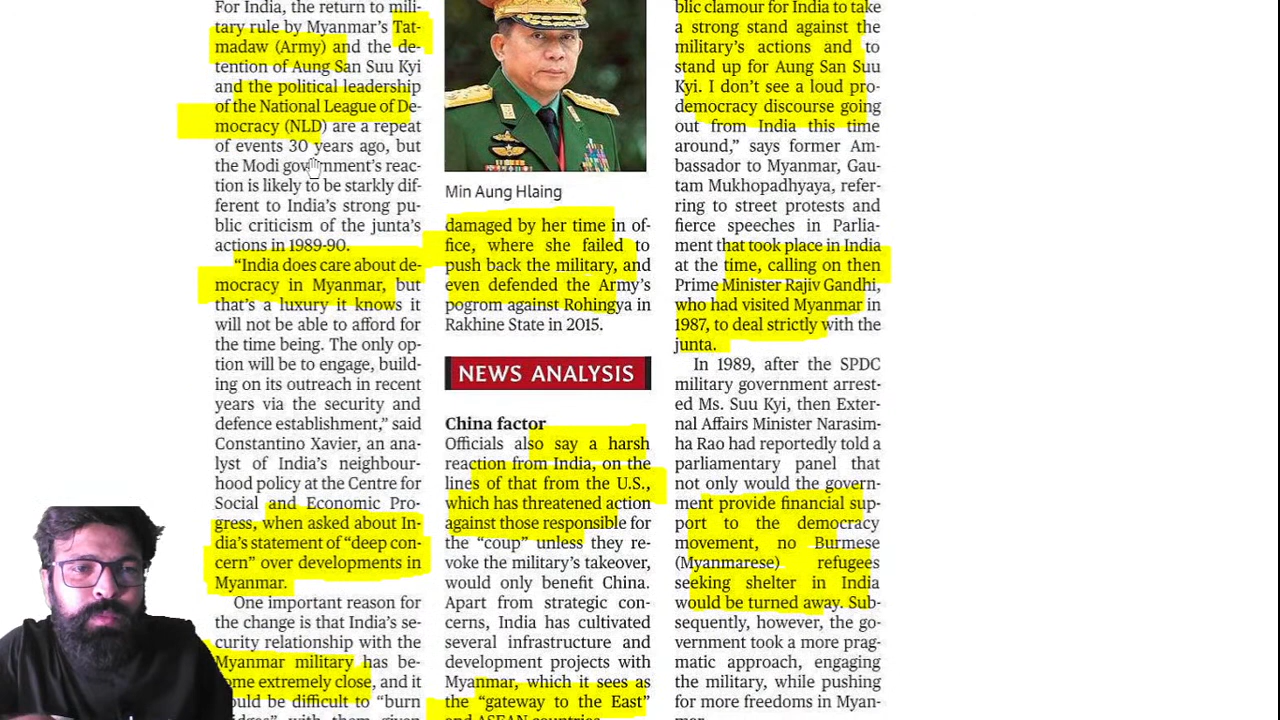 For India, the return to mili-
tary rule by Myanmar's Tat-
madaw (Army) and the de-
tention of Aung San Suu Kyi
and the political leadership
of the National League of De-
mocracy (NLD) are a repeat
of events 30 years ago, but
the Modi government's reac-
tion is likely to be starkly dif-
ferent to India's strong pu-
blic criticism of the junta's
actions in 1989-90.
"India does care about de-
mocracy in Myanmar, but
that's a luxury it knows it
will not be able to afford for
the time being. The only op-
tion will be to engage, build-
ing on its outreach in recent
years via the security and
defence establishment," said
Constantino Xavier, an ana-
lyst of India's neighbour-
hood policy at the Centre for
Social and Economic Pro-
gress, when asked about In-
dia's statement of "deep con-
cern" over developments in
Myanmar.
One important reason for
the change is that India's se-
curity relationship with the
Myanmar military has be-
come extremely close, and it
would be difficult to "burn
bridges" with them given
Min Aung Hlaing
damaged by her time in of-
fice, where she failed to
push back the military, and
even defended the Army's
pogrom against Rohingya in
Rakhine State in 2015.
NEWS ANALYSIS
China factor
Officials also say a harsh
reaction from India, on the
lines of that from the U.S.,
which has threatened action
against those responsible for
the "coup" unless they re-
voke the military's takeover,
would only benefit China.
Apart from strategic con-
cerns, India has cultivated
several infrastructure and
development projects with
Myanmar, which it sees as
the "gateway to the East"
and ASEAN countries.
blic clamour for India to take
a strong stand against the
military's actions and to
stand up for Aung San Suu
Kyi. I don't see a loud pro-
democracy discourse going
out from India this time
around," says former Am-
bassador to Myanmar, Gau-
tam Mukhopadhyaya, refer-
ring to street protests and
fierce speeches in Parlia-
ment that took place in India
at the time, calling on then
Prime Minister Rajiv Gandhi,
who had visited Myanmar in
1987, to deal strictly with the
junta.
In 1989, after the SPDC
military government arrest-
ed Ms. Suu Kyi, then Exter-
nal Affairs Minister Narasim-
ha Rao had reportedly told a
parliamentary panel that
not only would the govern-
ment provide financial sup-
port to the democracy
movement, no Burmese
(Myanmarese) refugees
seeking shelter in India
would be turned away. Sub-
sequently, however, the go-
vernment took a more prag-
matic approach, engaging
the military, while pushing
for more freedoms in Myan-
mar.